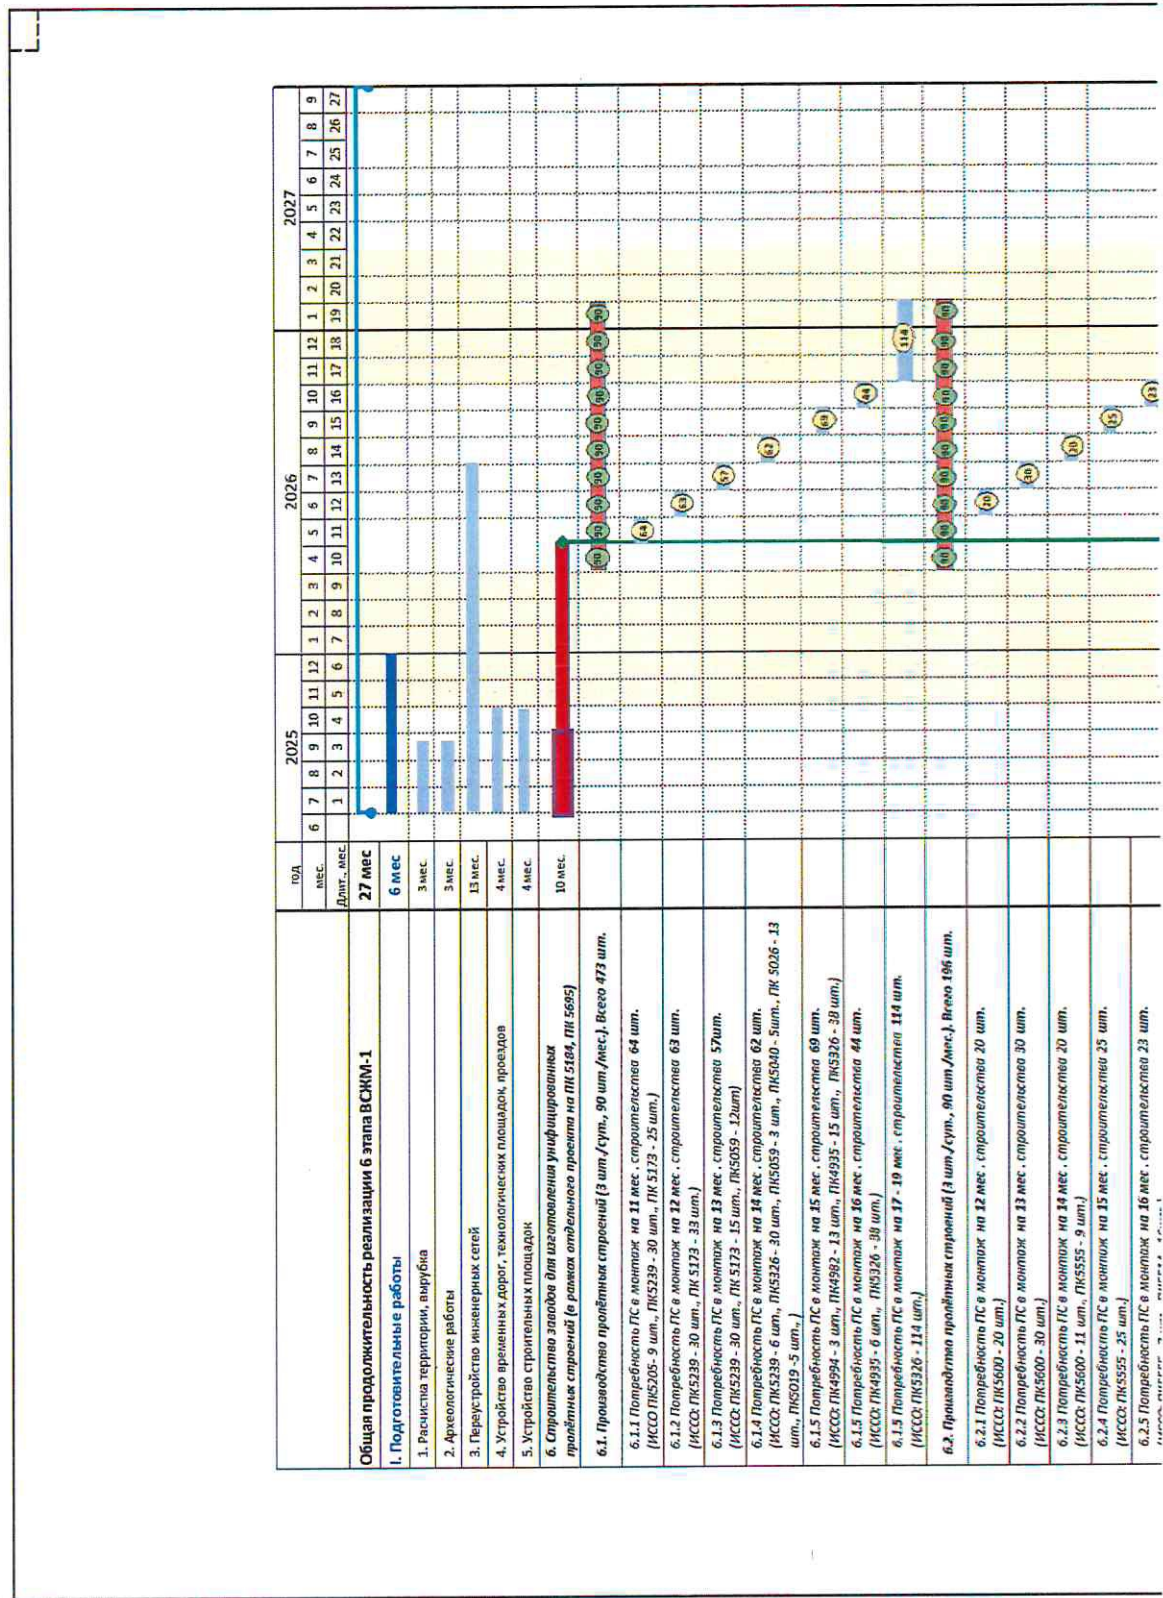 год 2025 2026 2027
мес. 6 7 8 9 10 11 12 1 2 3 4 5 6 7 8 9 10 11 12 1 2 3 4 5 6 7 8 9
Длит., мес. 1 2 3 4 5 6 7 8 9 10 11 12 13 14 15 16 17 18 19 20 21 22 23 24 25 26 27
Общая продолжительность реализации 6 этапа ВСЖМ-1 27 мес
I. Подготовительные работы 6 мес
1. Расчистка территории, вырубка 3 мес.
2. Археологические работы 3 мес.
3. Переустройство инженерных сетей 13 мес.
4. Устройство временных дорог, технологических площадок, проездов 4 мес.
5. Устройство строительных площадок 4 мес.
6. Строительство заводов для изготовления унифицированных
пролётных строений (в рамках отдельного проекта на ПК 5184, ПК 5695) 10 мес.
6.1. Производство пролётных строений (3 шт./сут., 90 шт./мес.). Всего 473 шт. 90 90 90 90 90 90 90 90 90 90
6.1.1 Потребность ПС в монтаж на 11 мес. строительства 64 шт.
(ИССО ПК5205- 9 шт., ПК5239 - 30 шт., ПК 5173 - 25 шт.) 64
6.1.2 Потребность ПС в монтаж на 12 мес. строительства 63 шт.
(ИССО: ПК5239 - 30 шт., ПК 5173 - 33 шт.) 63
6.1.3 Потребность ПС в монтаж на 13 мес. строительства 57шт.
(ИССО: ПК5239 - 30 шт., ПК 5173 - 15 шт., ПК5059 - 12шт) 57
6.1.4 Потребность ПС в монтаж на 14 мес. строительства 62 шт.
(ИССО: ПК5239 - 6 шт., ПК5326 - 30 шт., ПК5059 - 3 шт., ПК5040 - 5шт., ПК 5026 - 13
шт., ПК5019 -5 шт., ) 62
6.1.5 Потребность ПС в монтаж на 15 мес. строительства 69 шт.
(ИССО: ПК4994 - 3 шт., ПК4982 - 13 шт., ПК4935 - 15 шт., ПК5326 - 38 шт.) 69
6.1.5 Потребность ПС в монтаж на 16 мес. строительства 44 шт.
(ИССО: ПК4935 - 6 шт., ПК5326 - 38 шт.) 44
6.1.5 Потребность ПС в монтаж на 17 - 19 мес. строительства 114 шт.
(ИССО: ПК5326 - 114 шт.) 114
6.2. Производство пролётных строений (3 шт./сут., 90 шт./мес.). Всего 196 шт. 90 90 90 90 90 90 90 90 90 90
6.2.1 Потребность ПС в монтаж на 12 мес. строительства 20 шт.
(ИССО: ПК5600 - 20 шт.) 20
6.2.2 Потребность ПС в монтаж на 13 мес. строительства 30 шт.
(ИССО: ПК5600 - 30 шт.) 30
6.2.3 Потребность ПС в монтаж на 14 мес. строительства 20 шт.
(ИССО: ПК5600 - 11 шт., ПК5555 - 9 шт.) 20
6.2.4 Потребность ПС в монтаж на 15 мес. строительства 25 шт.
(ИССО: ПК5555 - 25 шт.) 25
6.2.5 Потребность ПС в монтаж на 16 мес. строительства 23 шт. 23